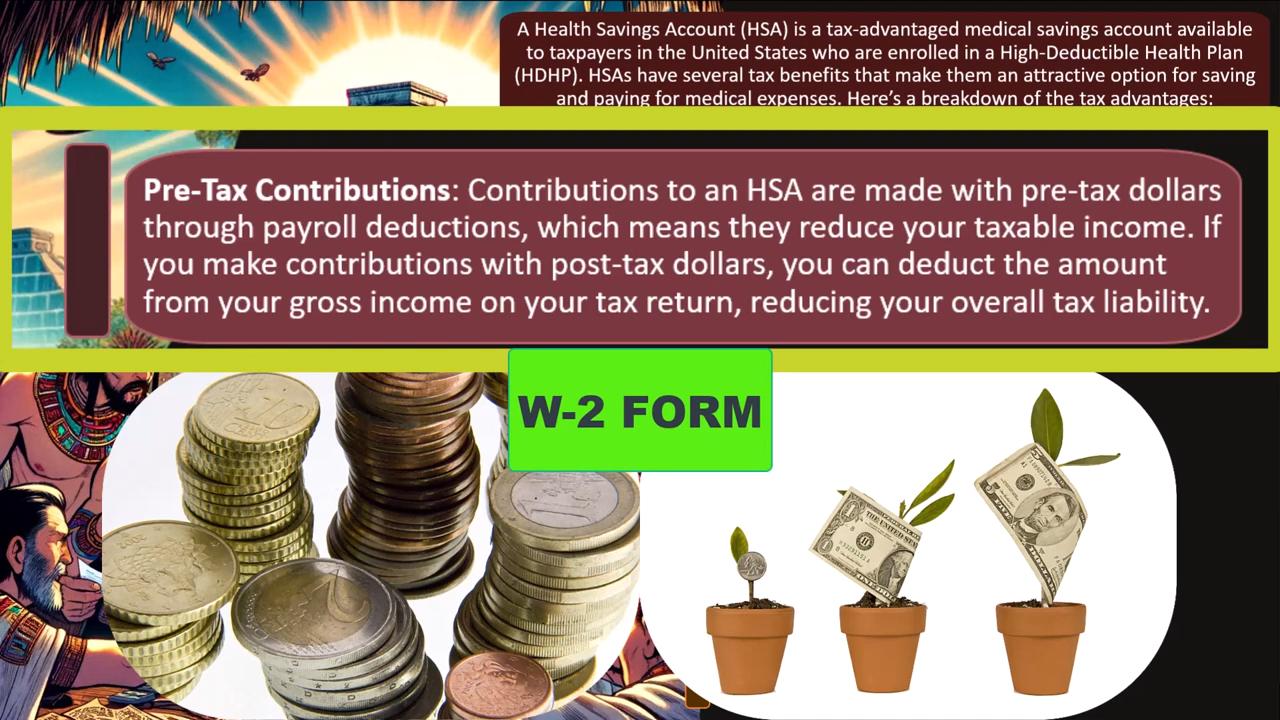 A Health Savings Account (HSA) is a tax-advantaged medical savings account available
to taxpayers in the United States who are enrolled in a High-Deductible Health Plan
(HDHP). HSAs have several tax benefits that make them an attractive option for saving
and paying for medical expenses. Here’s a breakdown of the tax advantages:
Pre-Tax Contributions: Contributions to an HSA are made with pre-tax dollars
through payroll deductions, which means they reduce your taxable income. If
you make contributions with post-tax dollars, you can deduct the amount
from your gross income on your tax return, reducing your overall tax liability.
W-2 FORM